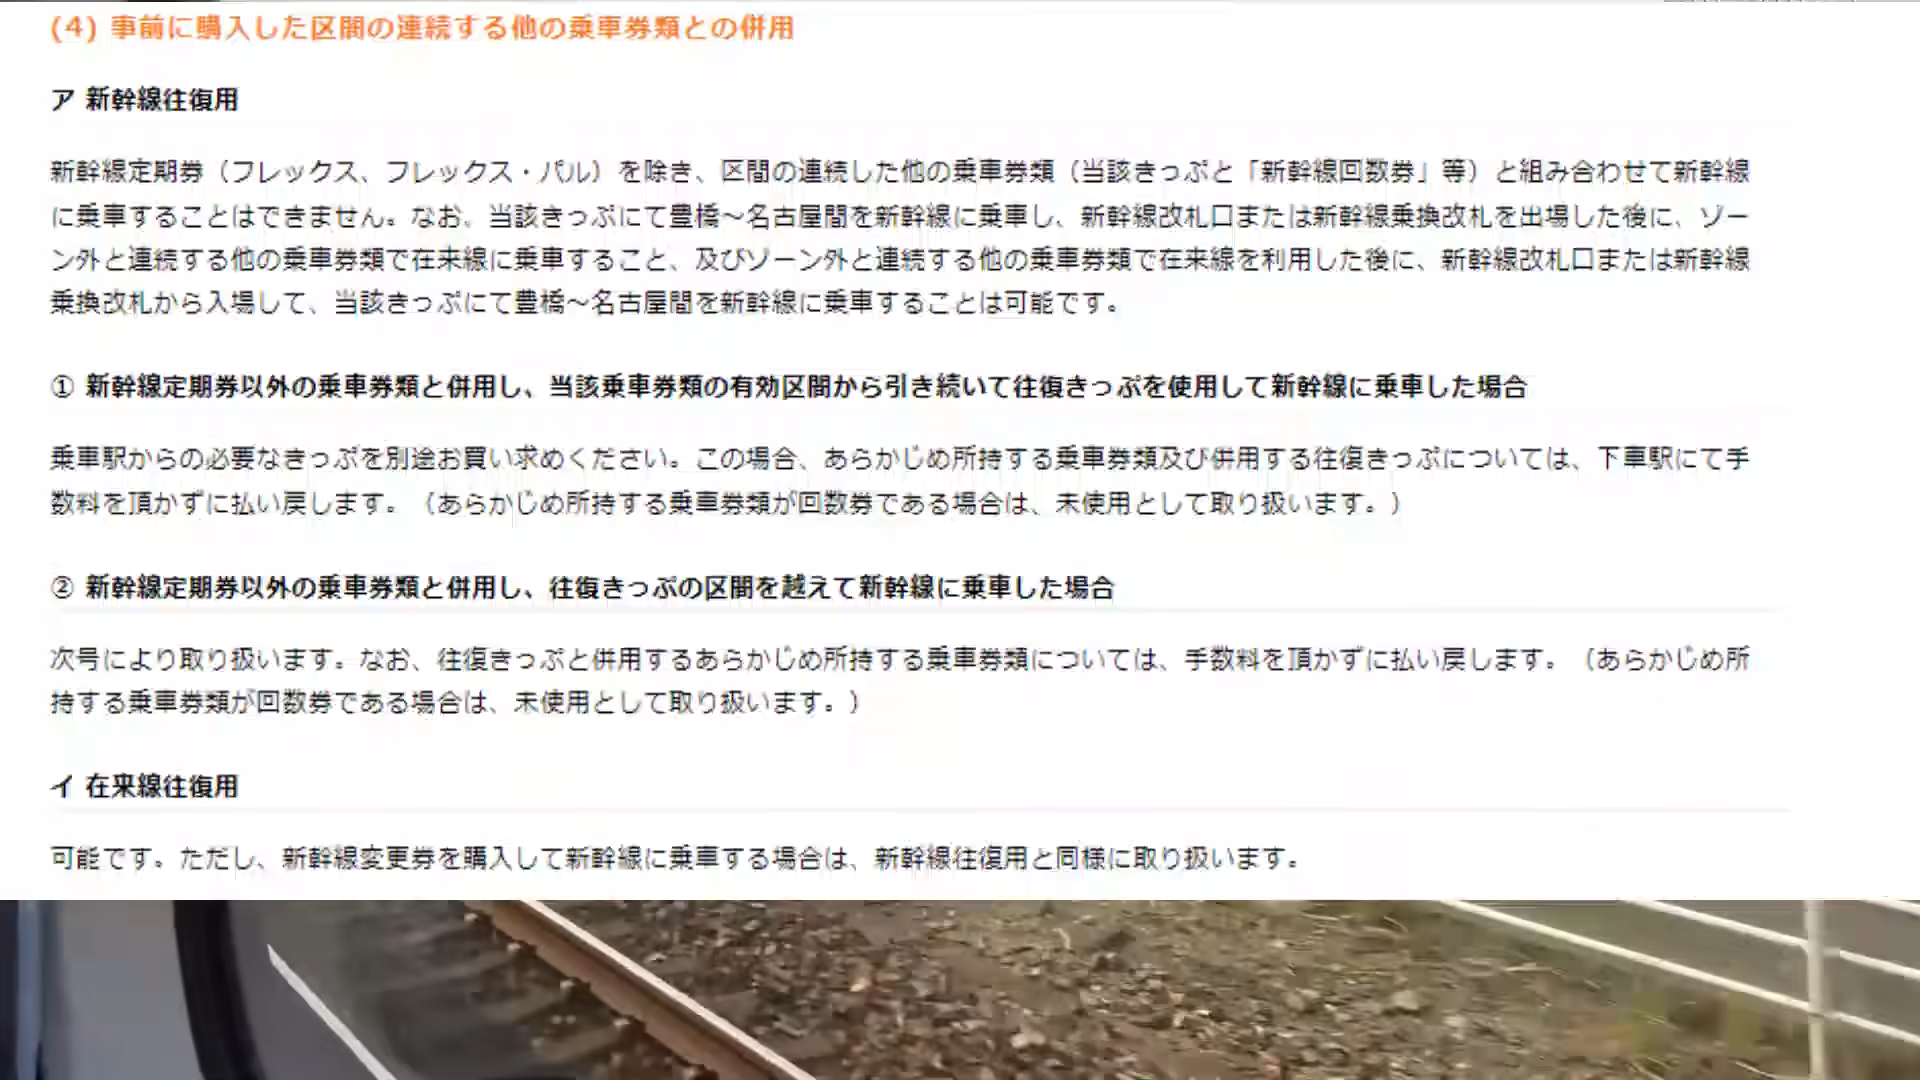 (4) 事前に購入した区間の連続する他の乗車券類との併用
ア 新幹線往復用
新幹線定期券（フレックス、フレックス・パル）を除き、区間の連続した他の乗車券類（当該きっぷと「新幹線回数券」等）と組み合わせて新幹線
に乗車することはできません。なお、当該きっぷにて豊橋～名古屋間を新幹線に乗車し、新幹線改札口または新幹線乗換改札を出場した後に、ゾー
ン外と連続する他の乗車券類で在来線に乗車すること、及びゾーン外と連続する他の乗車券類で在来線を利用した後に、新幹線改札口または新幹線
乗換改札から入場して、当該きっぷにて豊橋～名古屋間を新幹線に乗車することは可能です。
① 新幹線定期券以外の乗車券類と併用し、当該乗車券類の有効区間から引き続いて往復きっぷを使用して新幹線に乗車した場合
乗車駅からの必要なきっぷを別途お買い求めください。この場合、あらかじめ所持する乗車券類及び併用する往復きっぷについては、下車駅にて手
数料を頂かずに払い戻します。（あらかじめ所持する乗車券類が回数券である場合は、未使用として取り扱います。）
② 新幹線定期券以外の乗車券類と併用し、往復きっぷの区間を越えて新幹線に乗車した場合
次号により取り扱います。なお、往復きっぷと併用するあらかじめ所持する乗車券類については、手数料を頂かずに払い戻します。（あらかじめ所
持する乗車券類が回数券である場合は、未使用として取り扱います。）
イ 在来線往復用
可能です。ただし、新幹線変更券を購入して新幹線に乗車する場合は、新幹線往復用と同様に取り扱います。